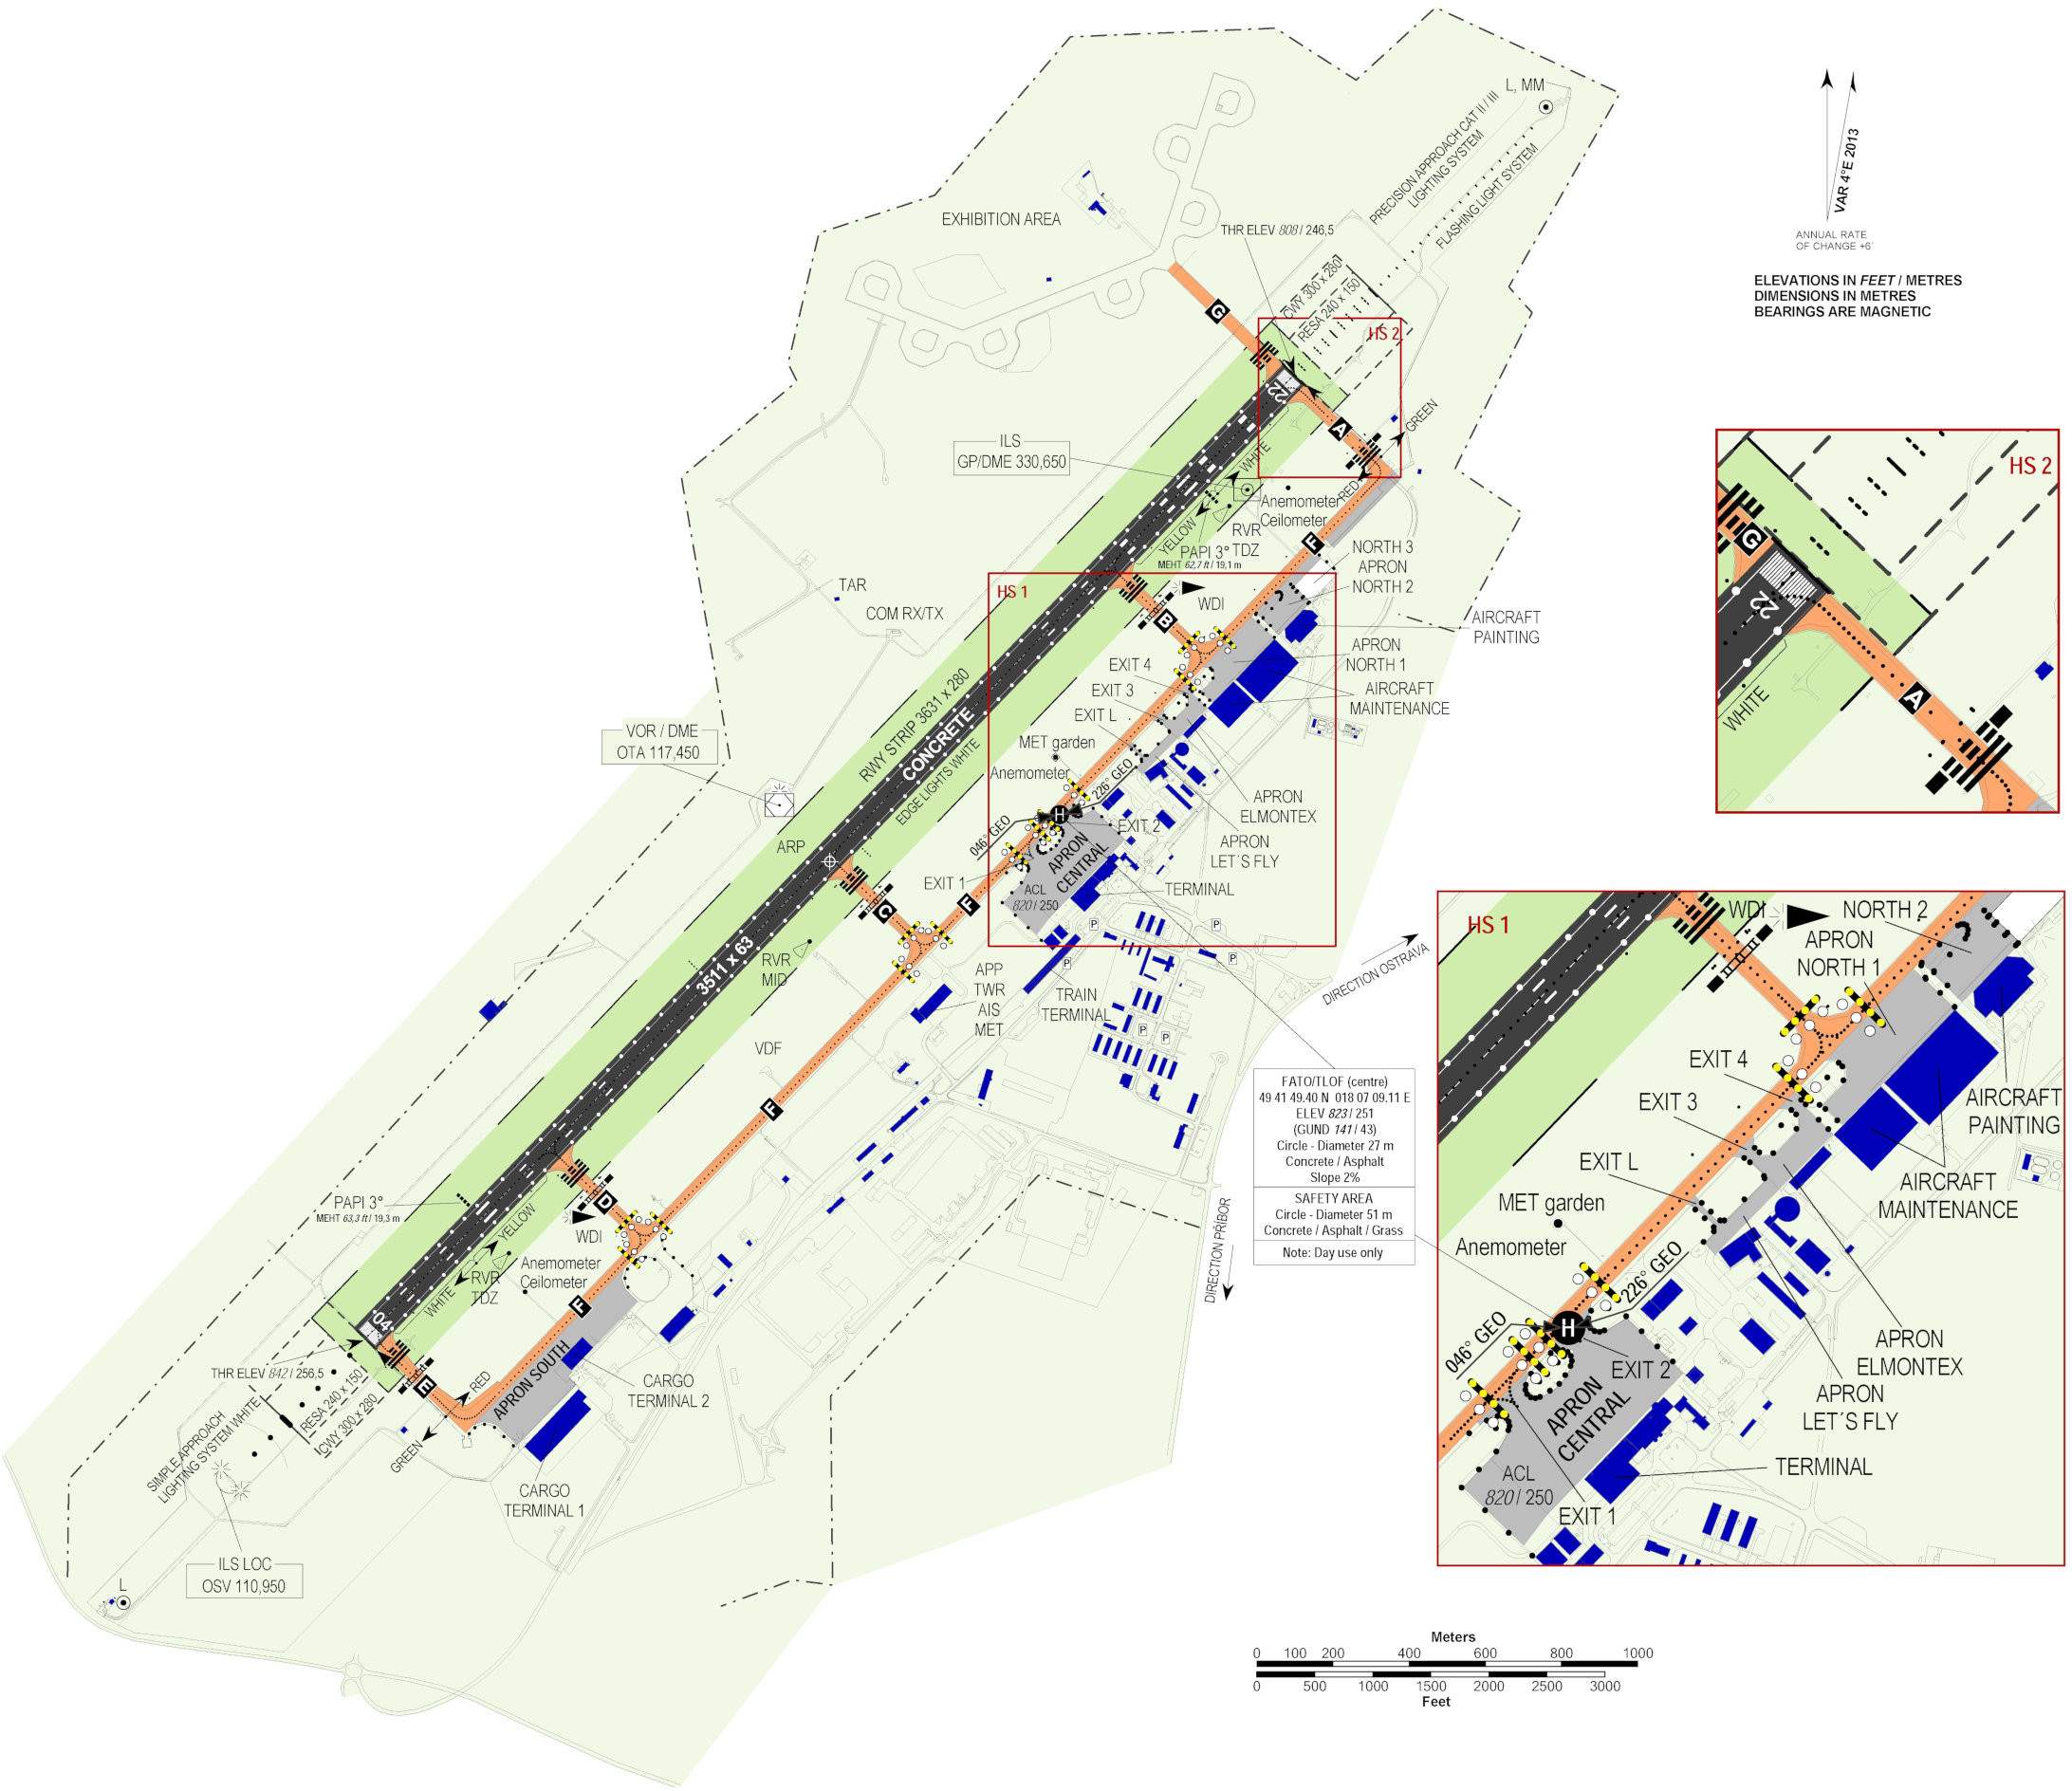 L, MM
PRECISION APPROACH CAT II / III
LIGHTING SYSTEM
FLASHING LIGHT SYSTEM
VAR 4°E 2013
ANNUAL RATE
OF CHANGE +6'
ELEVATIONS IN FEET / METRES
DIMENSIONS IN METRES
BEARINGS ARE MAGNETIC
EXHIBITION AREA
THR ELEV 808 / 246,5
CWY 300 x 280
RESA 240 x 150
HS 2
G
22
A
GREEN
RED
WHITE
YELLOW
ILS
GP/DME 330,650
Anemometer
Ceilometer
RVR
TDZ
PAPI 3°
MEHT 62,7 ft / 19,1 m
F
NORTH 3
APRON
NORTH 2
HS 1
WDI
B
AIRCRAFT
PAINTING
TAR
COM RX/TX
EXIT 4
EXIT 3
EXIT L
APRON
NORTH 1
AIRCRAFT
MAINTENANCE
MET garden
Anemometer
226° GEO
046° GEO
H
EXIT 2
APRON
ELMONTEX
APRON
LET´S FLY
APRON
CENTRAL
EXIT 1
ACL
820 / 250
TERMINAL
VOR / DME
OTA 117,450
RWY STRIP 3631 x 280
CONCRETE
EDGE LIGHTS WHITE
ARP
C
F
3511 x 63
RVR
MID
P
P
P
P
P
P
APP
TWR
AIS
MET
TRAIN
TERMINAL
DIRECTION OSTRAVA
VDF
F
FATO/TLOF (centre)
49 41 49.40 N 018 07 09.11 E
ELEV 823 / 251
(GUND 141 / 43)
Circle - Diameter 27 m
Concrete / Asphalt
Slope 2%
SAFETY AREA
Circle - Diameter 51 m
Concrete / Asphalt / Grass
Note: Day use only
DIRECTION PŘÍBOR
PAPI 3°
MEHT 63,3 ft / 19,3 m
D
WDI
YELLOW
WHITE
RVR
TDZ
Anemometer
Ceilometer
F
04
THR ELEV 842 / 256,5
E
RED
GREEN
RESA 240 x 150
CWY 300 x 280
SIMPLE APPROACH
LIGHTING SYSTEM WHITE
APRON SOUTH
CARGO
TERMINAL 2
CARGO
TERMINAL 1
ILS LOC
OSV 110,950
L
HS 2
G
22
A
WHITE
HS 1
WDI
NORTH 2
APRON
NORTH 1
EXIT 4
EXIT 3
EXIT L
AIRCRAFT
PAINTING
AIRCRAFT
MAINTENANCE
MET garden
Anemometer
226° GEO
046° GEO
H
EXIT 2
APRON
ELMONTEX
APRON
LET´S FLY
APRON
CENTRAL
TERMINAL
ACL
820 / 250
EXIT 1
Meters
0 100 200 400 600 800 1000
0 500 1000 1500 2000 2500 3000
Feet